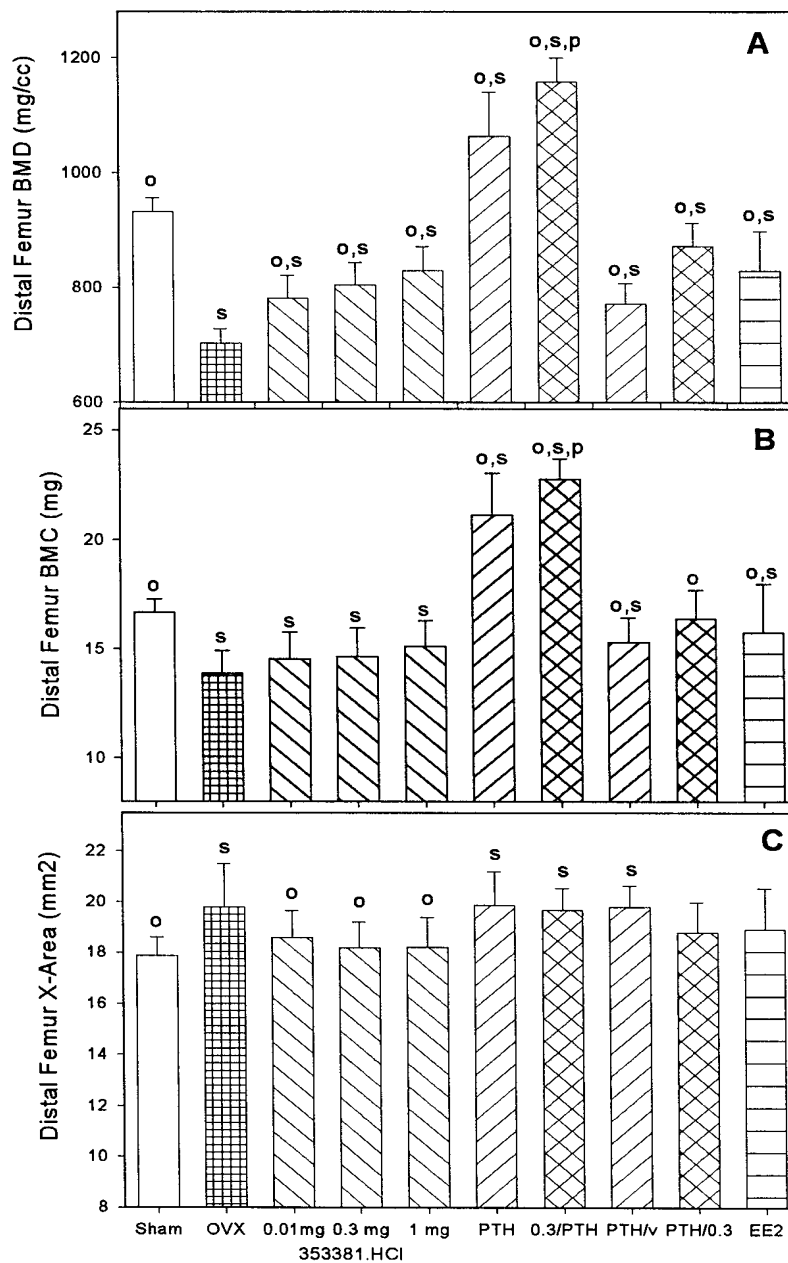 A
Distal Femur BMD (mg/cc)
1200
1000
800
600
o
s
o,s
o,s
o,s
o,s
o,s,p
o,s
o,s
o,s
B
Distal Femur BMC (mg)
25
20
15
10
o
s
s
s
s
o,s
o,s,p
o,s
o
o,s
C
Distal Femur X-Area (mm2)
22
20
18
16
14
12
10
8
o
s
o
o
o
s
s
s
Sham OVX 0.01mg 0.3 mg 1 mg PTH 0.3/PTH PTH/v PTH/0.3 EE2
353381.HCl